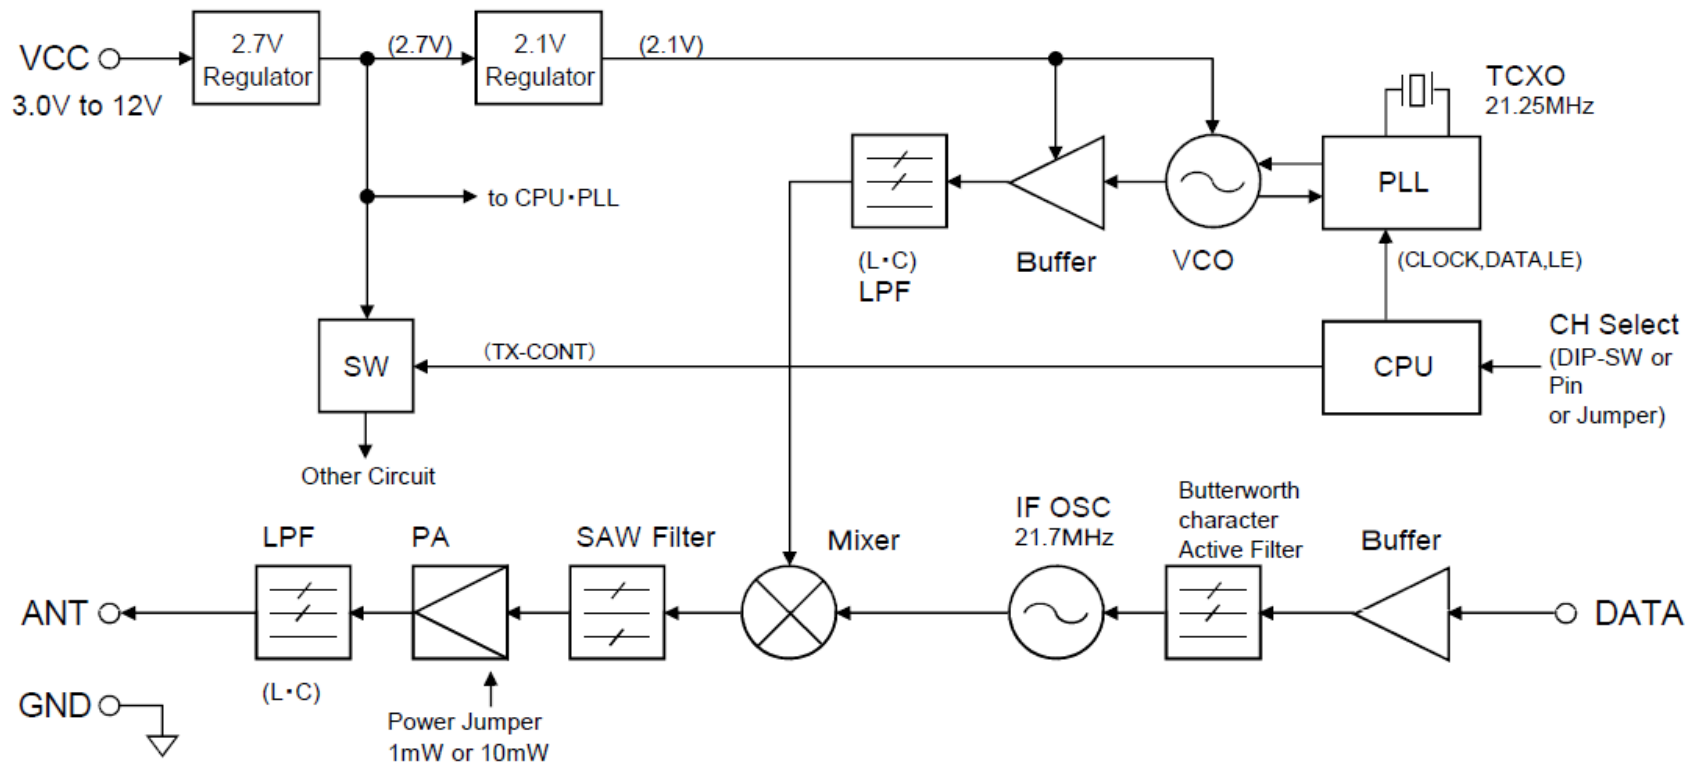 VCC
3.0V to 12V
2.7V
Regulator
(2.7V)
2.1V
Regulator
(2.1V)
TCXO
21.25MHz
PLL
to CPU・PLL
(L・C)
LPF
Buffer
VCO
(CLOCK,DATA,LE)
SW
(TX-CONT)
CPU
CH Select
(DIP-SW or
Pin
or Jumper)
Other Circuit
LPF
PA
SAW Filter
Mixer
IF OSC
21.7MHz
Butterworth
character
Active Filter
Buffer
ANT
DATA
GND
(L・C)
Power Jumper
1mW or 10mW